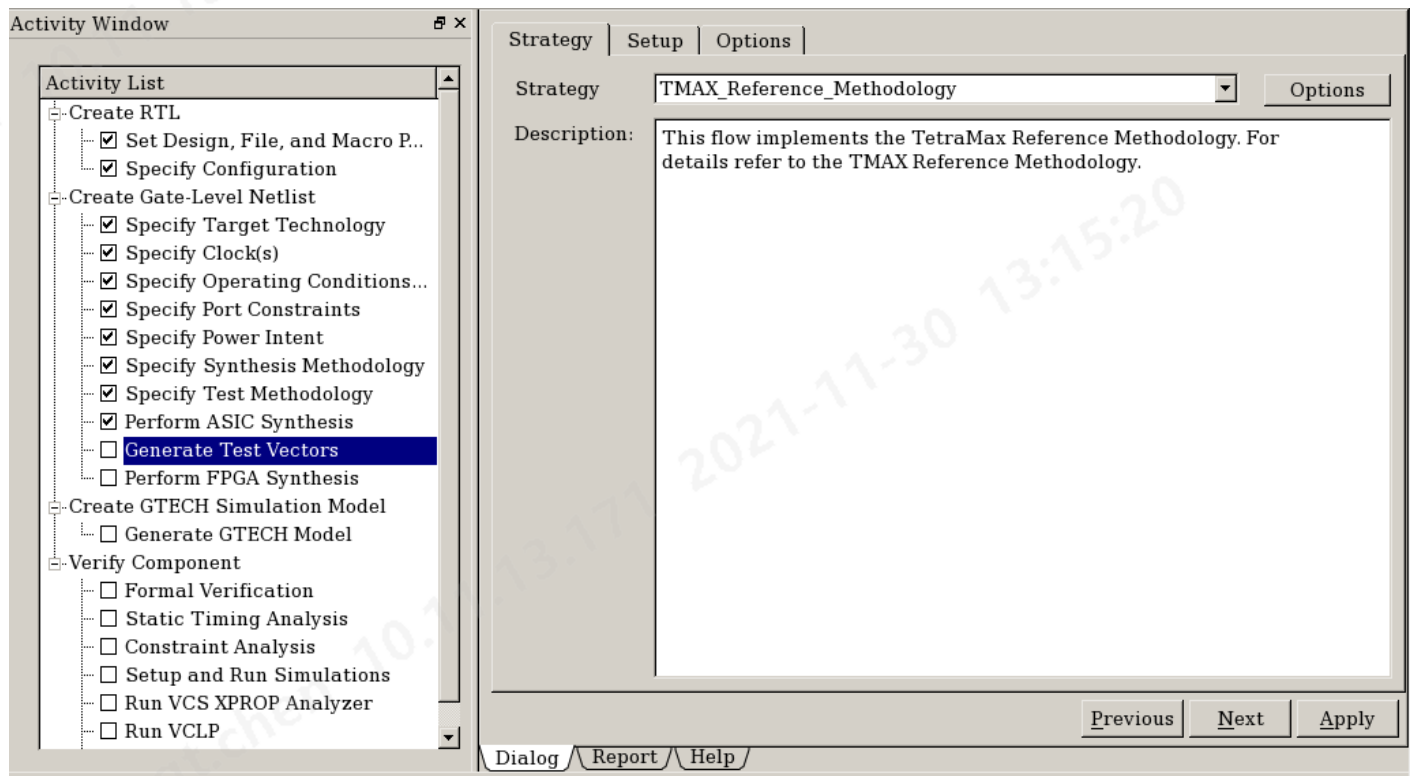 Activity Window
Activity List
Create RTL
Set Design, File, and Macro P...
Specify Configuration
Create Gate-Level Netlist
Specify Target Technology
Specify Clock(s)
Specify Operating Conditions...
Specify Port Constraints
Specify Power Intent
Specify Synthesis Methodology
Specify Test Methodology
Perform ASIC Synthesis
Generate Test Vectors
Perform FPGA Synthesis
Create GTECH Simulation Model
Generate GTECH Model
Verify Component
Formal Verification
Static Timing Analysis
Constraint Analysis
Setup and Run Simulations
Run VCS XPROP Analyzer
Run VCLP
Strategy Setup Options
Strategy TMAX_Reference_Methodology Options
Description: This flow implements the TetraMax Reference Methodology. For
details refer to the TMAX Reference Methodology.
Previous Next Apply
Dialog Report Help
2021-11-30 13:15:20